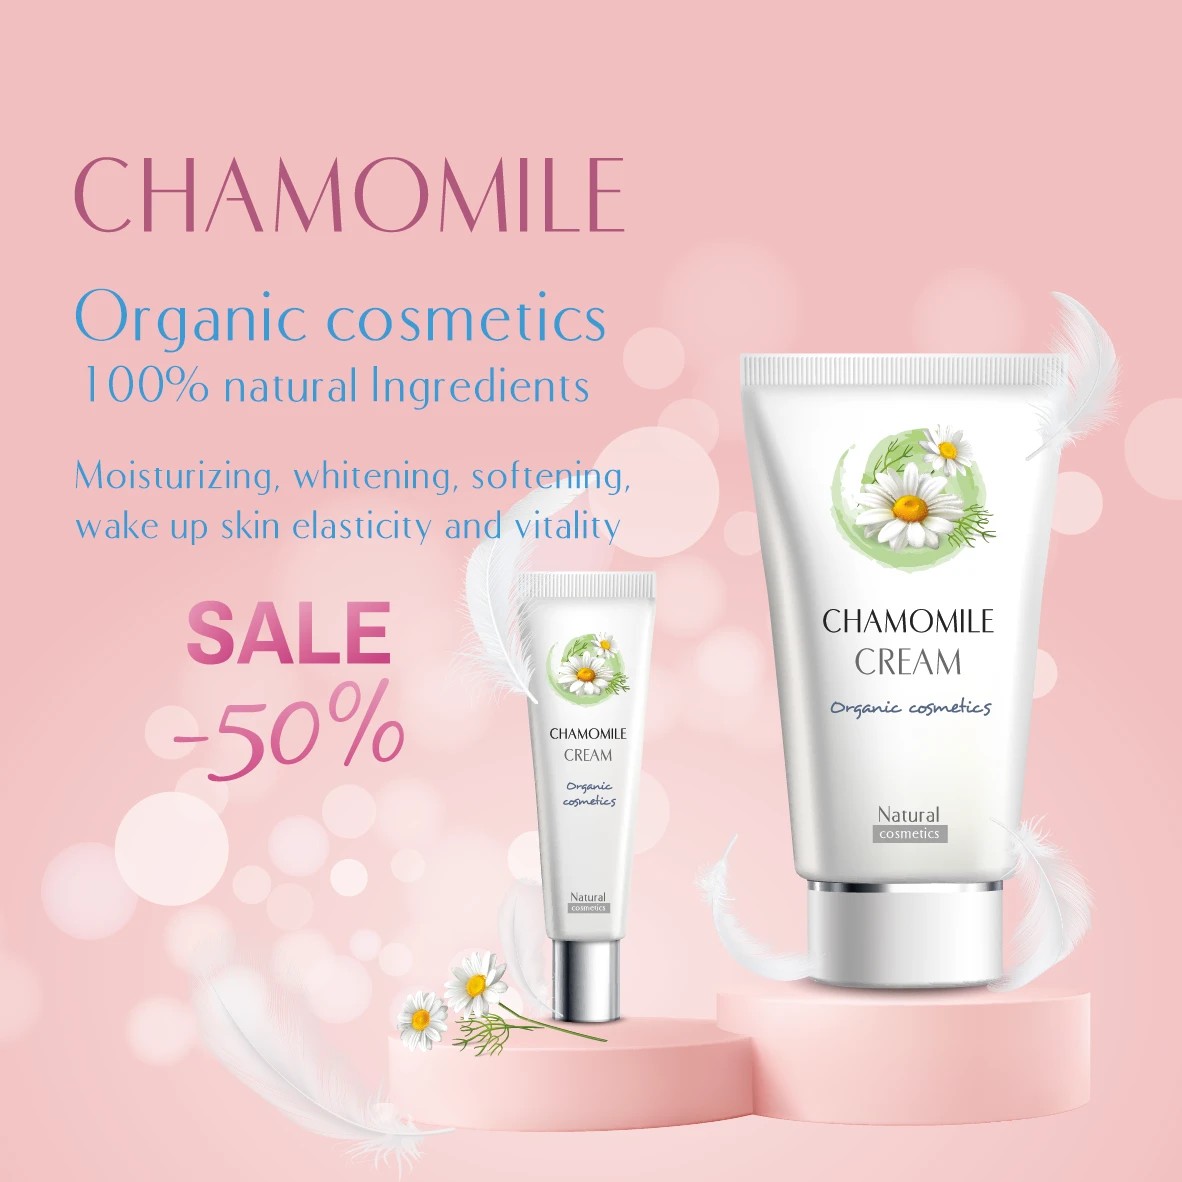 CHAMOMILE
Organic cosmetics
100% natural Ingredients
Moisturizing, whitening, softening,
wake up skin elasticity and vitality
SALE
-50%
CHAMOMILE
CREAM
Organic
cosmetics
Natural
cosmetics
CHAMOMILE
CREAM
Organic cosmetics
Natural
cosmetics